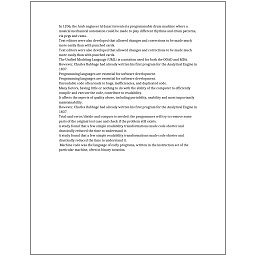 In 1206, the Arab engineer Al-Jazari invented a programmable drum machine where a
musical mechanical automaton could be made to play different rhythms and drum patterns,
via pegs and cams.
Text editors were also developed that allowed changes and corrections to be made much
more easily than with punched cards.
Text editors were also developed that allowed changes and corrections to be made much
more easily than with punched cards.
The Unified Modeling Language (UML) is a notation used for both the OOAD and MDA.
However, Charles Babbage had already written his first program for the Analytical Engine in
1837.
Programming languages are essential for software development.
Programming languages are essential for software development.
Unreadable code often leads to bugs, inefficiencies, and duplicated code.
Many factors, having little or nothing to do with the ability of the computer to efficiently
compile and execute the code, contribute to readability.
It affects the aspects of quality above, including portability, usability and most importantly
maintainability.
However, Charles Babbage had already written his first program for the Analytical Engine in
1837.
Trial-and-error/divide-and-conquer is needed: the programmer will try to remove some
parts of the original test case and check if the problem still exists.
A study found that a few simple readability transformations made code shorter and
drastically reduced the time to understand it.
A study found that a few simple readability transformations made code shorter and
drastically reduced the time to understand it.
Machine code was the language of early programs, written in the instruction set of the
particular machine, often in binary notation.